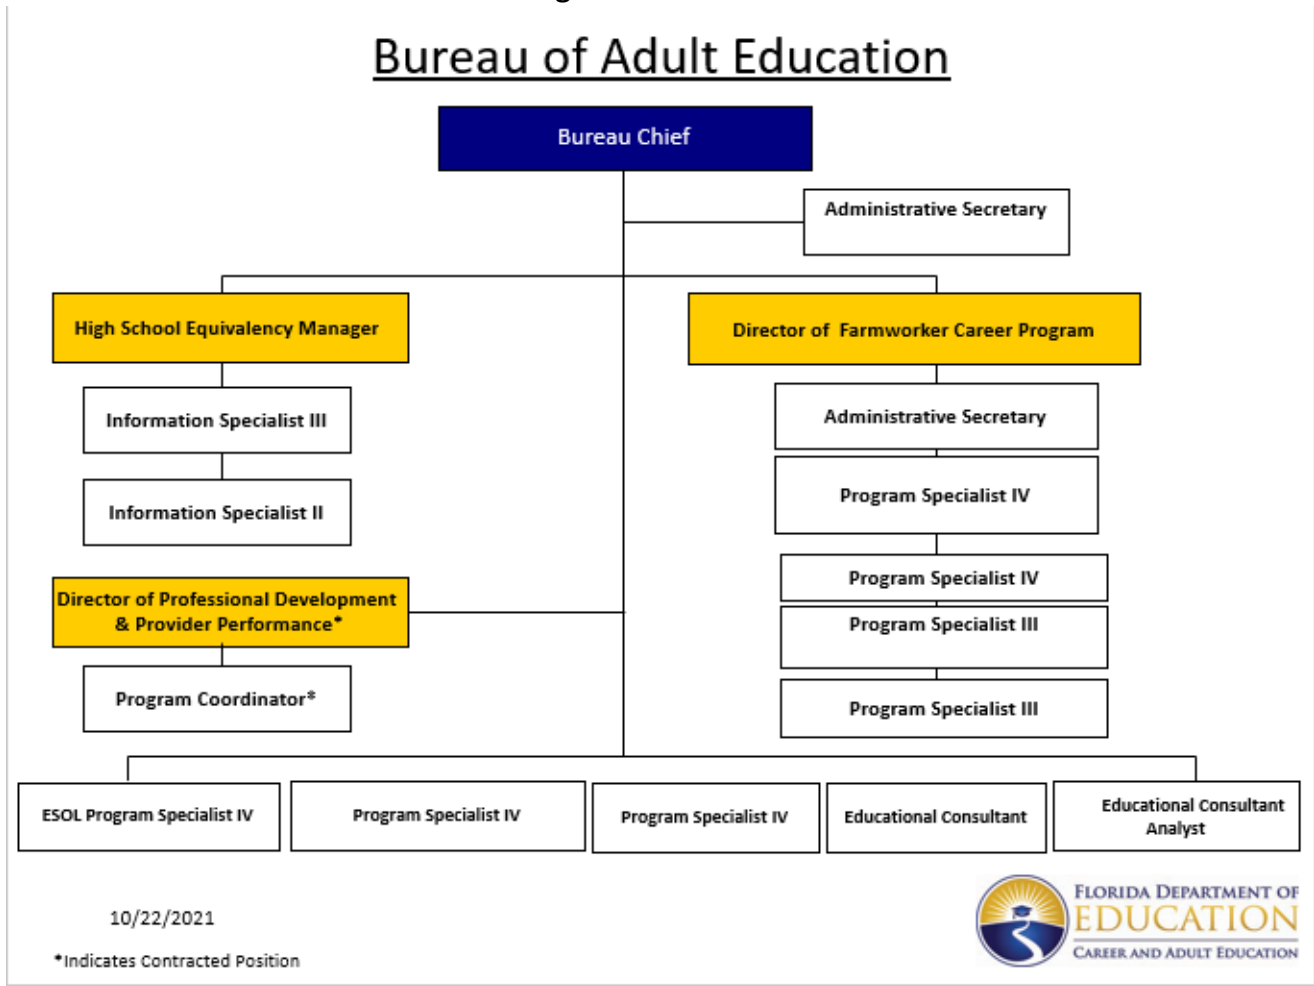 Bureau of Adult Education
Bureau Chief
Administrative Secretary
High School Equivalency Manager
Director of Farmworker Career Program
Information Specialist III
Administrative Secretary
Information Specialist II
Program Specialist IV
Program Specialist IV
Director of Professional Development
& Provider Performance*
Program Specialist III
Program Coordinator*
Program Specialist III
ESOL Program Specialist IV
Program Specialist IV
Program Specialist IV
Educational Consultant
Educational Consultant
Analyst
10/22/2021
*Indicates Contracted Position
FLORIDA DEPARTMENT OF
EDUCATION
CAREER AND ADULT EDUCATION